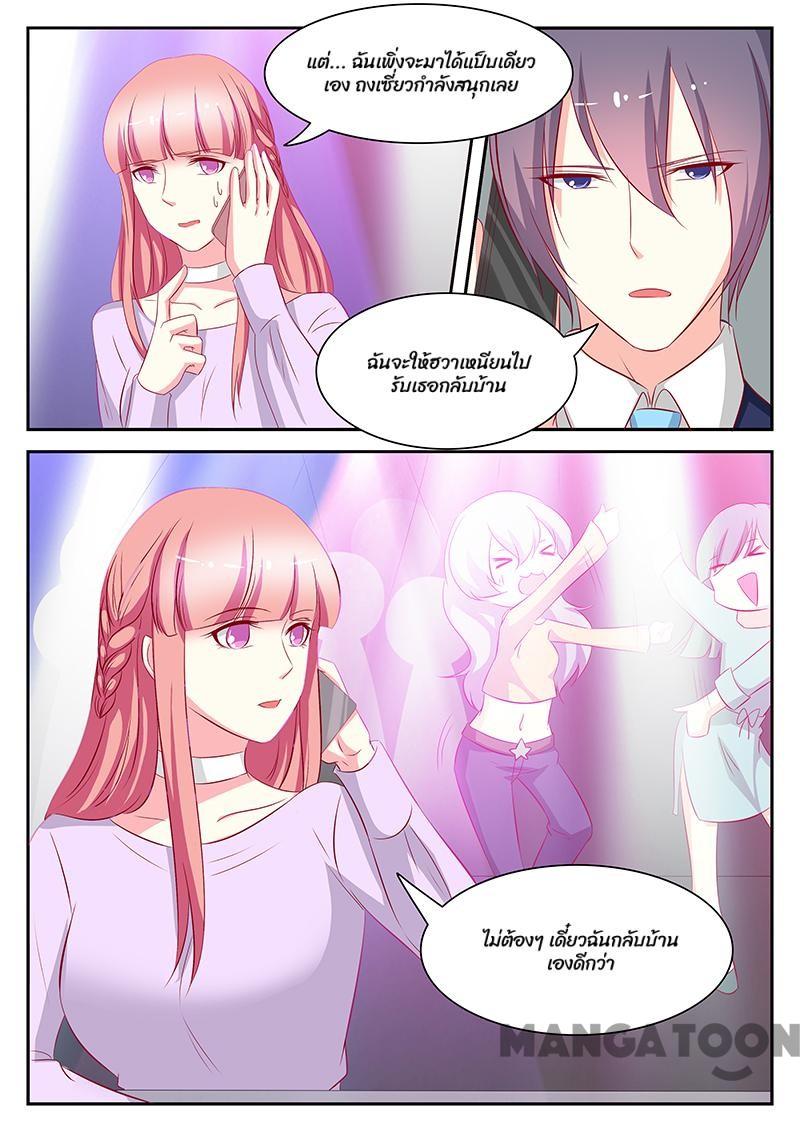 แต่... ฉันเพิ่งจะมาได้แป็บเดียว
เอง ถงเซี่ยวกำลังสนุกเลย
ฉันจะให้ฮวาเหนียนไป
รับเธอกลับบ้าน
ไม่ต้องๆ เดี๋ยวฉันกลับบ้าน
เองดีกว่า
MANGATOON